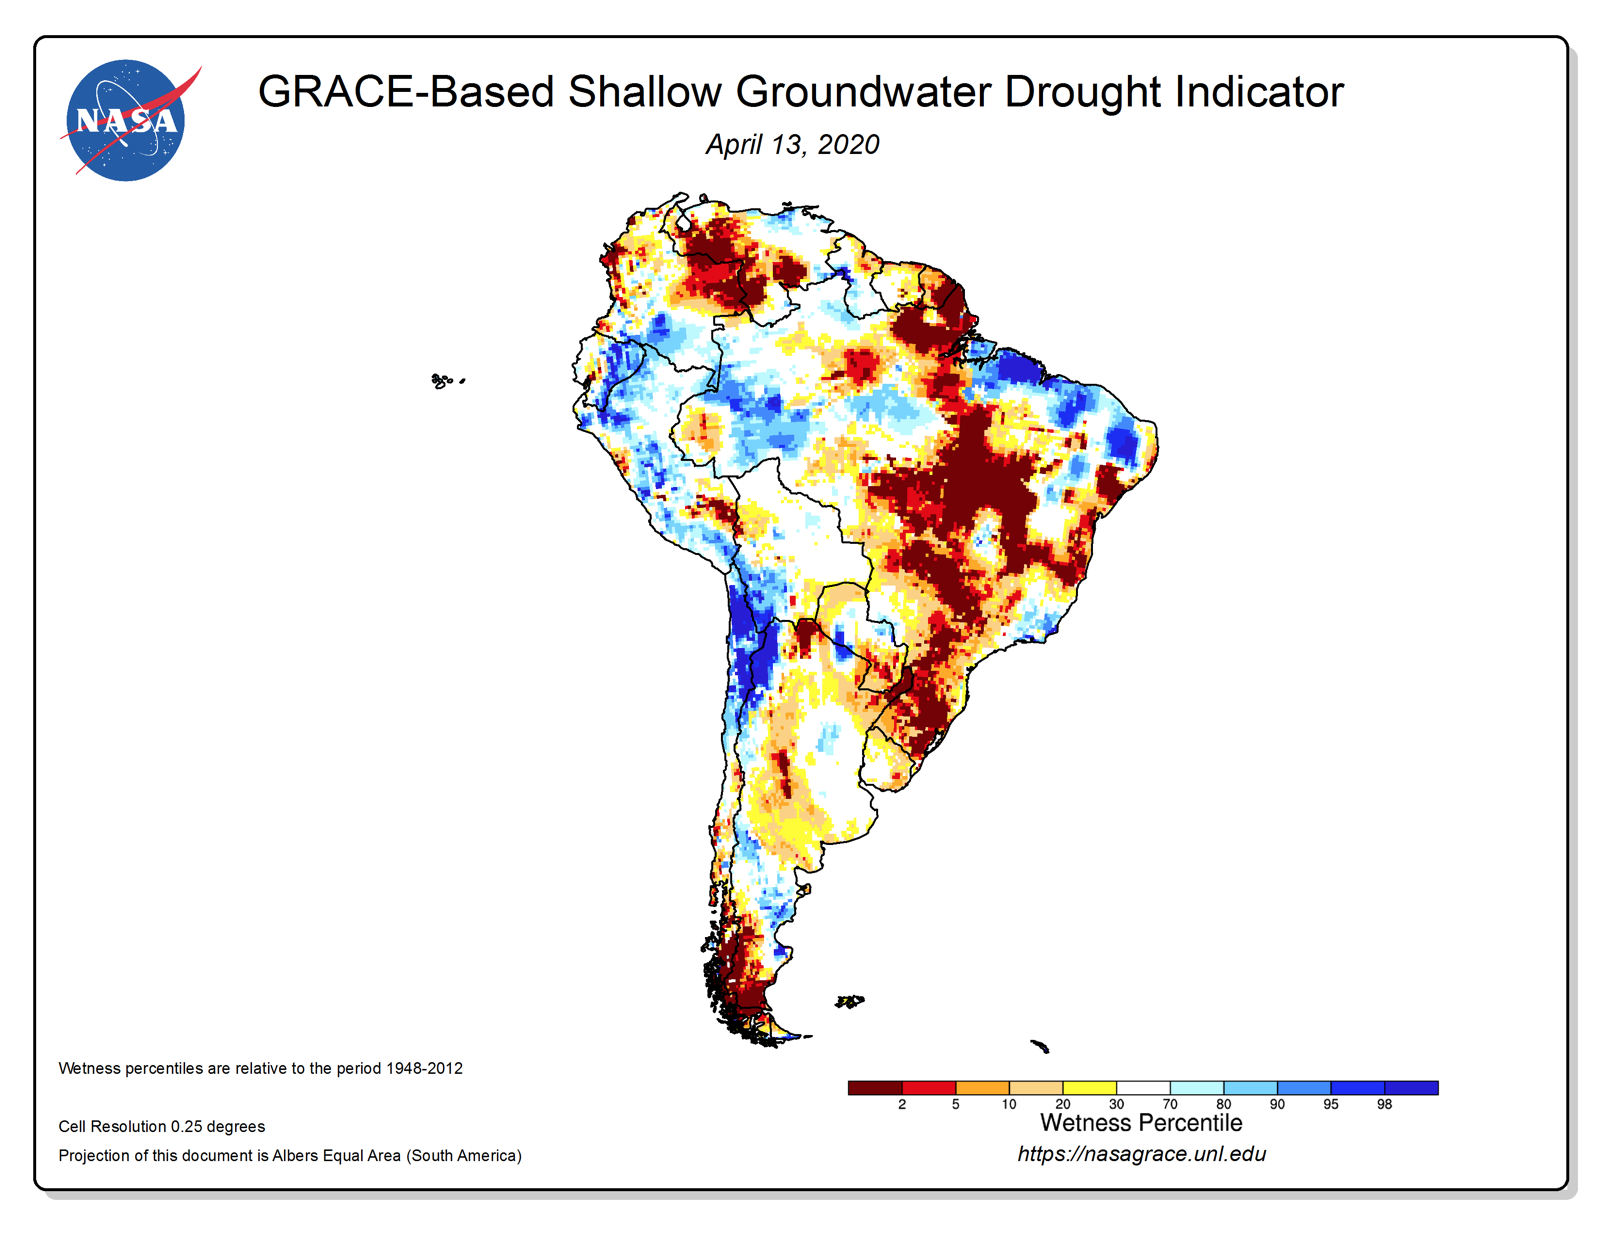 NASA
GRACE-Based Shallow Groundwater Drought Indicator
April 13, 2020
Wetness percentiles are relative to the period 1948-2012
Cell Resolution 0.25 degrees
Projection of this document is Albers Equal Area (South America)
2 5 10 20 30 70 80 90 95 98
Wetness Percentile
https://nasagrace.unl.edu